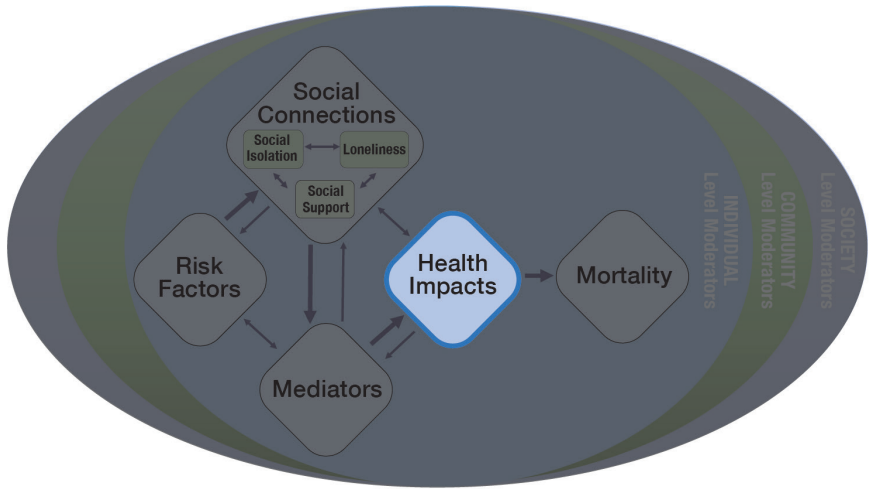 Social
Connections
Social
Isolation
Loneliness
Social
Support
Risk
Factors
Health
Impacts
Mortality
Mediators
INDIVIDUAL
Level Moderators
COMMUNITY
Level Moderators
SOCIETY
Level Moderators